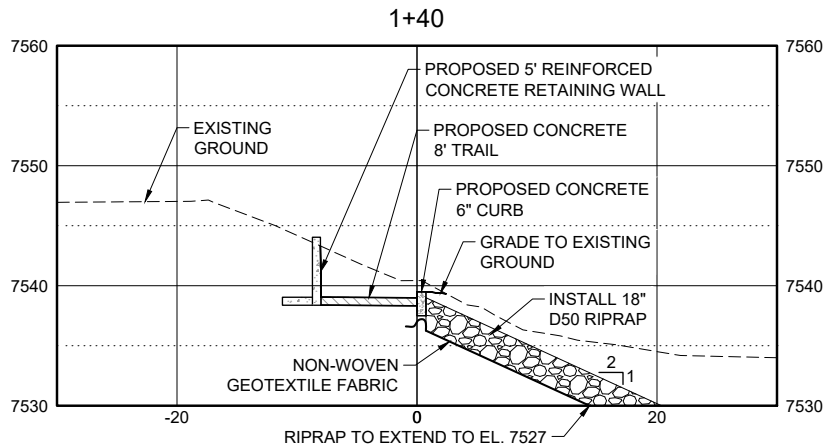 1+40
7560
7560
PROPOSED 5' REINFORCED
CONCRETE RETAINING WALL
EXISTING
GROUND
PROPOSED CONCRETE
8' TRAIL
7550
7550
PROPOSED CONCRETE
6" CURB
GRADE TO EXISTING
GROUND
7540
7540
INSTALL 18"
D50 RIPRAP
NON-WOVEN
GEOTEXTILE FABRIC
2
1
7530
7530
-20
0
20
RIPRAP TO EXTEND TO EL. 7527